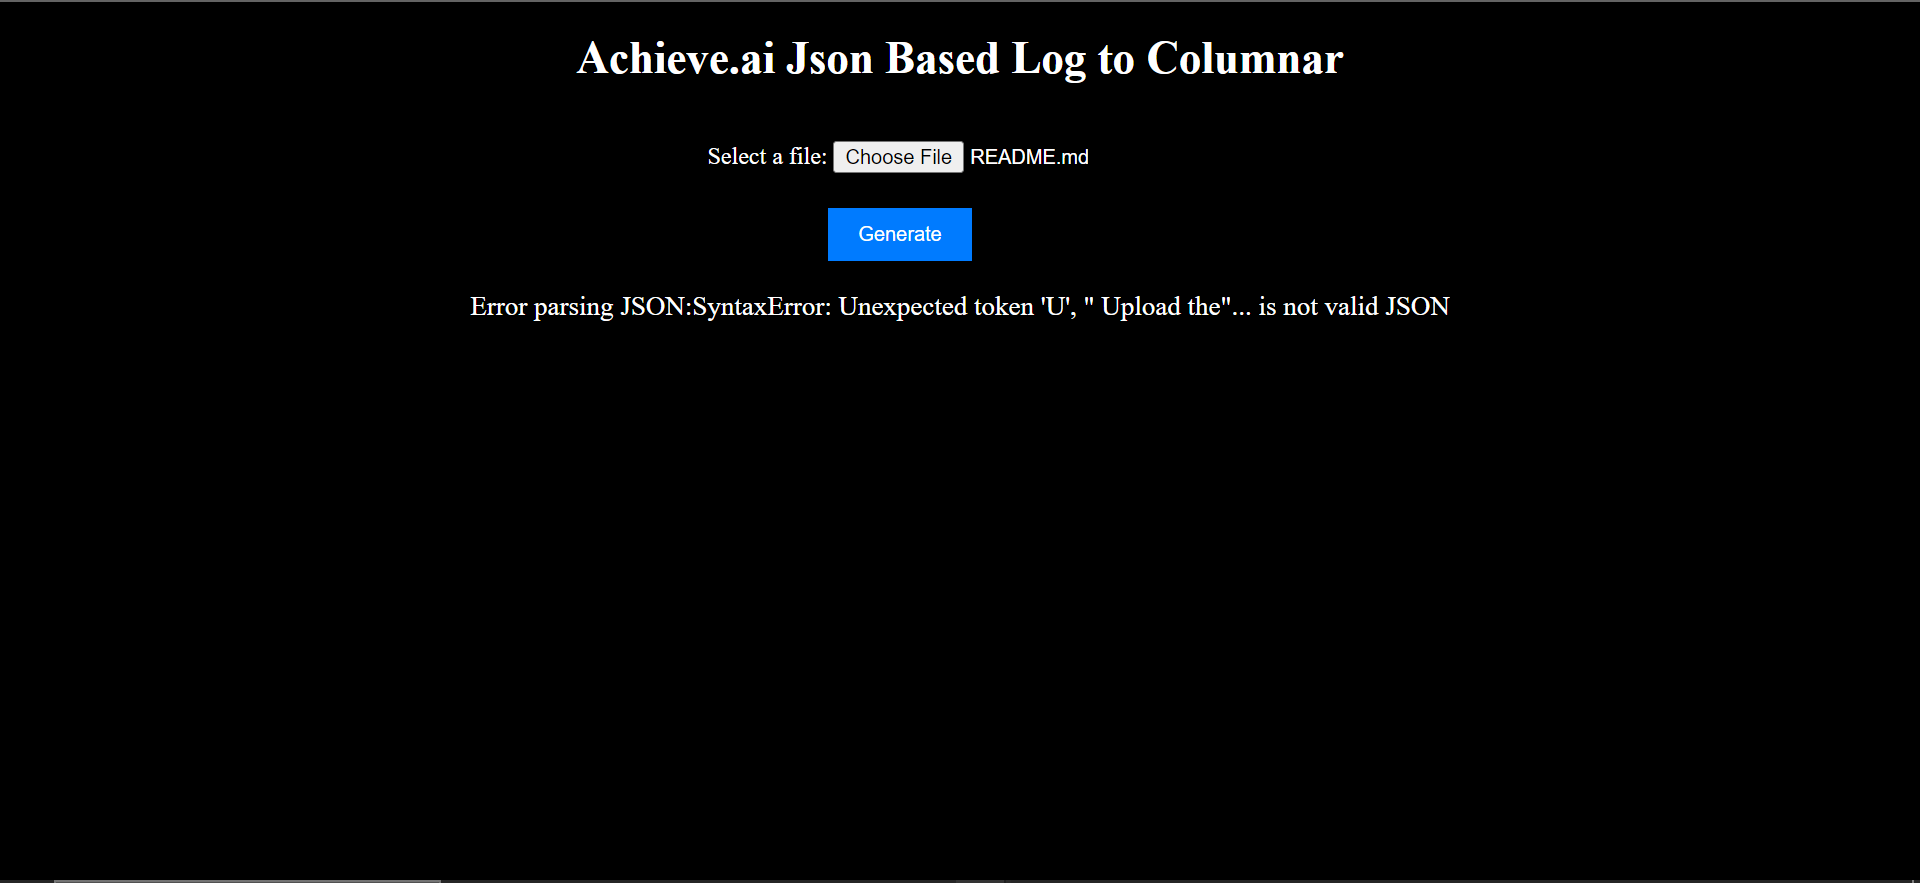 Achieve.ai Json Based Log to Columnar
Select a file: Choose File README.md
Generate
Error parsing JSON:SyntaxError: Unexpected token 'U', " Upload the"... is not valid JSON